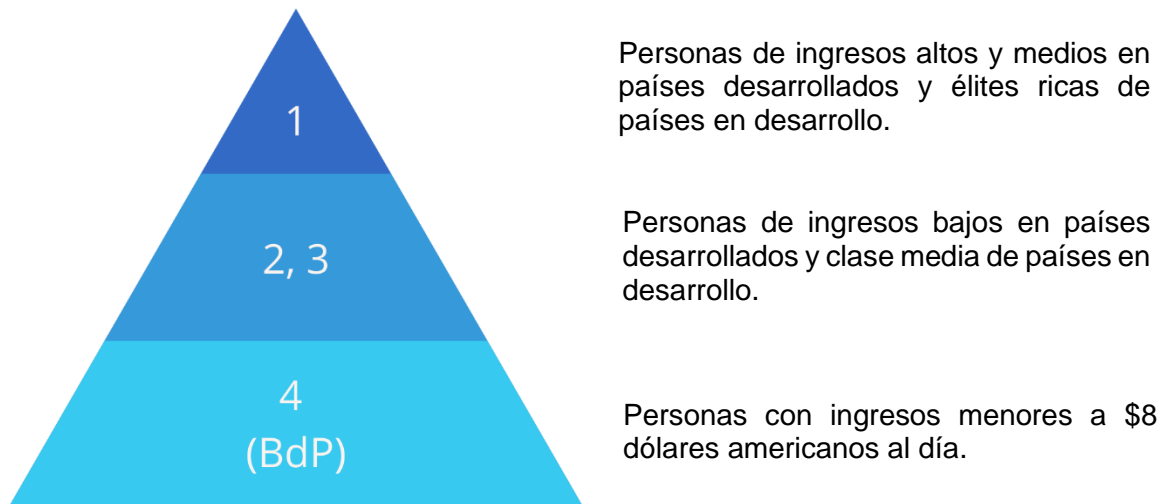 1
Personas de ingresos altos y medios en
países desarrollados y élites ricas de
países en desarrollo.
2, 3
Personas de ingresos bajos en países
desarrollados y clase media de países en
desarrollo.
4
(BdP)
Personas con ingresos menores a $8
dólares americanos al día.